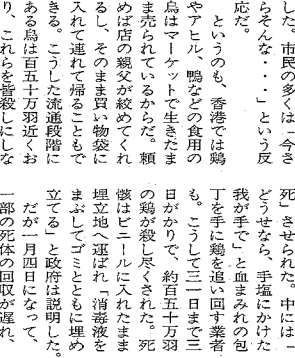 した。市民の多くは「今さ
らそんな・・・」という反
応だ。
というのも、香港では鶏
やアヒル、鴨などの食用の
鳥はマーケットで生きたま
ま売られているからだ。頼
めば店の親父が絞めてくれ
るし、そのまま買い物袋に
入れて連れて帰ることもで
きる。こうした流通段階に
ある鳥は百五十万羽近くお
り、これらを皆殺しにしな
死」させられた。中には「
どうせなら、手塩にかけた
我が手で」と血まみれの包
丁を手に鶏を追い回す業者
も。こうして三一日まで三
日がかりで、約百五十万羽
の鶏が殺し尽くされた。死
骸はビニールに入れたまま
埋立地へ運ばれ「消毒液を
まぶしてゴミとともに埋め
立てる」と政府は説明した。
だが一月四日になって、
一部の死体の回収が遅れ、